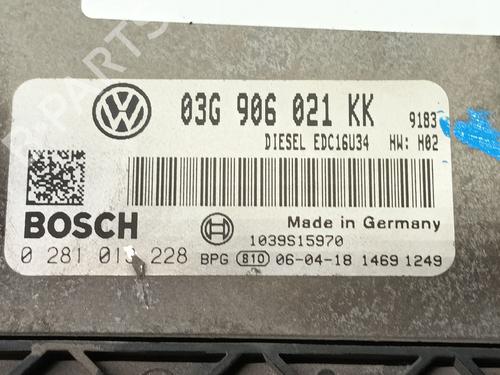 03G 906 021 KK 9183
DIESEL EDC16U34 HW: H02
BOSCH
Made in Germany
1039S15970
0 281 013 228 BPG 810 06-04-18 1469 1249